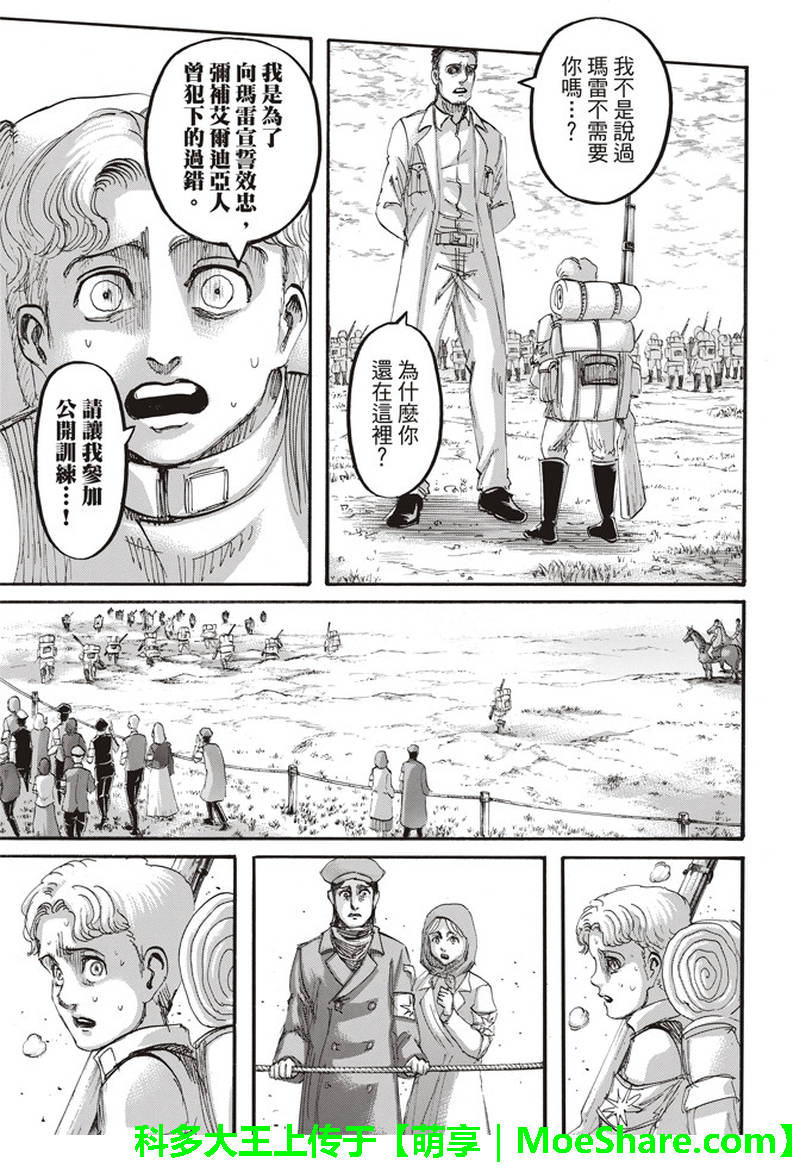 我不是說過
瑪雷不需要
你嗎…?
為什麼你
還在這裡?
我是為了
向瑪雷宣誓效忠，
彌補艾爾迪亞人
曾犯下的過錯。
請讓我參加
公開訓練…!
科多大王上传于【萌享】|MoeShare.com】